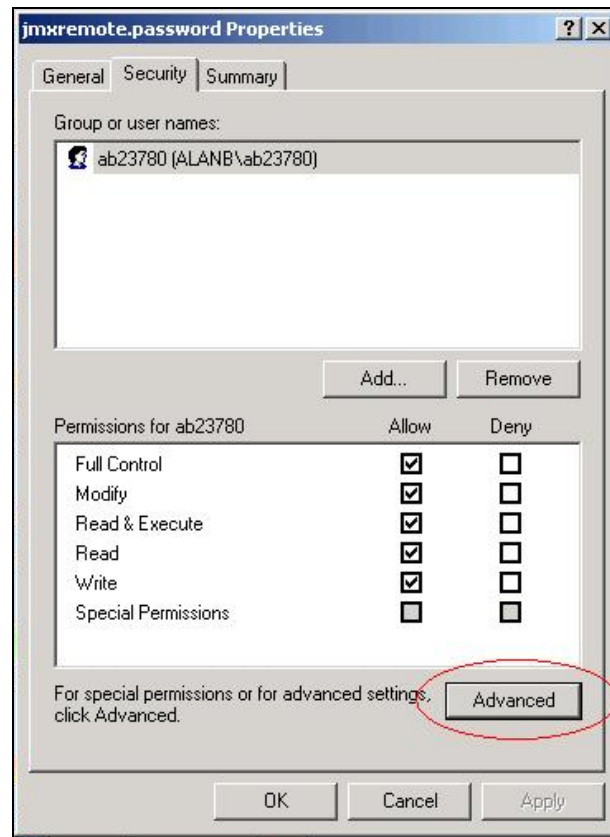 jmxremote.password Properties
General Security Summary
Group or user names:
ab23780 (ALANB\ab23780)
Add... Remove
Permissions for ab23780 Allow Deny
Full Control
Modify
Read & Execute
Read
Write
Special Permissions
For special permissions or for advanced settings,
click Advanced.
Advanced
OK Cancel Apply